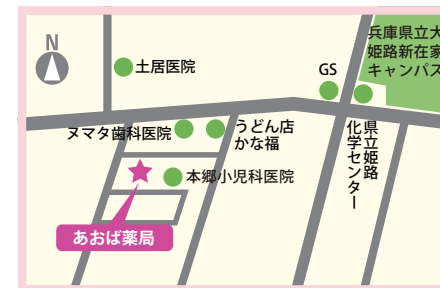 N
土居医院
GS
兵庫県立大
姫路新在家
キャンパス
ヌマタ歯科医院
うどん店
かな福
県立姫路
化学センター
本郷小児科医院
あおば薬局